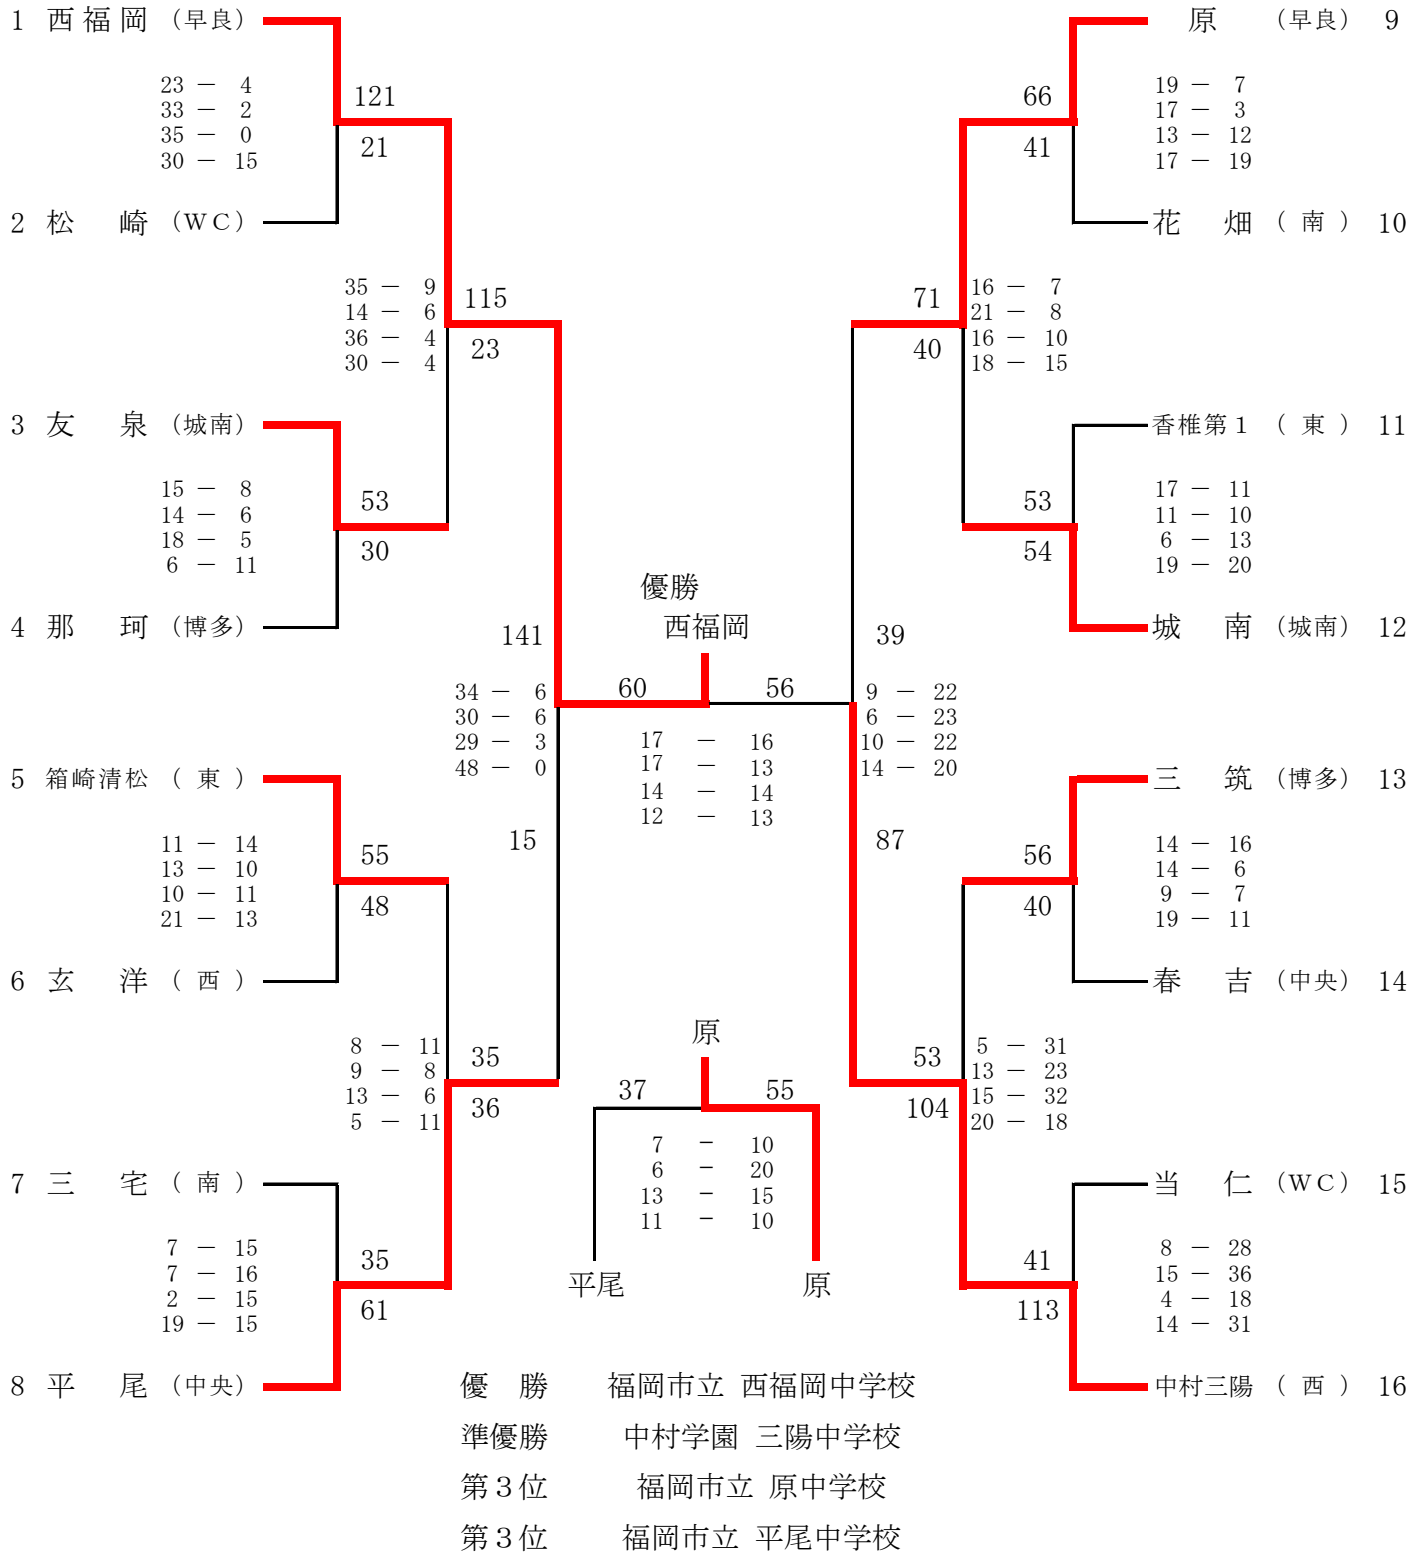 1 西福岡 （早良）
23 － 4
33 － 2
35 － 0
30 － 15
121
21
2 松崎 （ＷＣ）
35 － 9
14 － 6
36 － 4
30 － 4
115
23
3 友泉 （城南）
15 － 8
14 － 6
18 － 5
6 － 11
53
30
4 那珂 （博多）
141
34 － 6
30 － 6
29 － 3
48 － 0
15
5 箱崎清松 （ 東 ）
11 － 14
13 － 10
10 － 11
21 － 13
55
48
6 玄洋 （ 西 ）
8 － 11
9 － 8
13 － 6
5 － 11
35
36
7 三宅 （ 南 ）
7 － 15
7 － 16
2 － 15
19 － 15
35
61
8 平尾 （中央）
優勝
西福岡
60 56
17 － 16
17 － 13
14 － 14
12 － 13
原
37 55
7 － 10
6 － 20
13 － 15
11 － 10
平尾 原
原 （早良） 9
66
41
19 － 7
17 － 3
13 － 12
17 － 19
花畑 （ 南 ） 10
71
40
16 － 7
21 － 8
16 － 10
18 － 15
香椎第１ （ 東 ） 11
53
54
17 － 11
11 － 10
6 － 13
19 － 20
城南 （城南） 12
39
9 － 22
6 － 23
10 － 22
14 － 20
87
三筑 （博多） 13
56
40
14 － 16
14 － 6
9 － 7
19 － 11
春吉 （中央） 14
53
104
5 － 31
13 － 23
15 － 32
20 － 18
当仁 （ＷＣ） 15
41
113
8 － 28
15 － 36
4 － 18
14 － 31
中村三陽 （ 西 ） 16
優勝 福岡市立 西福岡中学校
準優勝 中村学園 三陽中学校
第３位 福岡市立 原中学校
第３位 福岡市立 平尾中学校